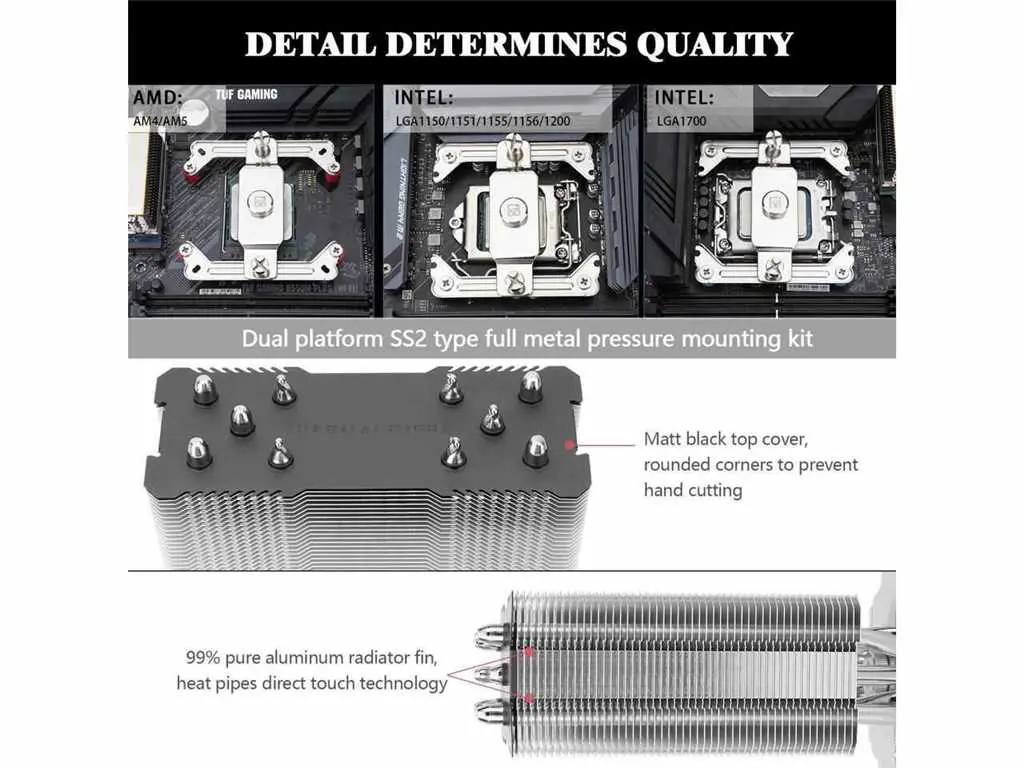 DETAIL DETERMINES QUALITY
AMD:
AM4/AM5
TUF GAMING
INTEL:
LGA1150/1151/1155/1156/1200
INTEL:
LGA1700
Dual platform SS2 type full metal pressure mounting kit
Matt black top cover,
rounded corners to prevent
hand cutting
99% pure aluminum radiator fin,
heat pipes direct touch technology